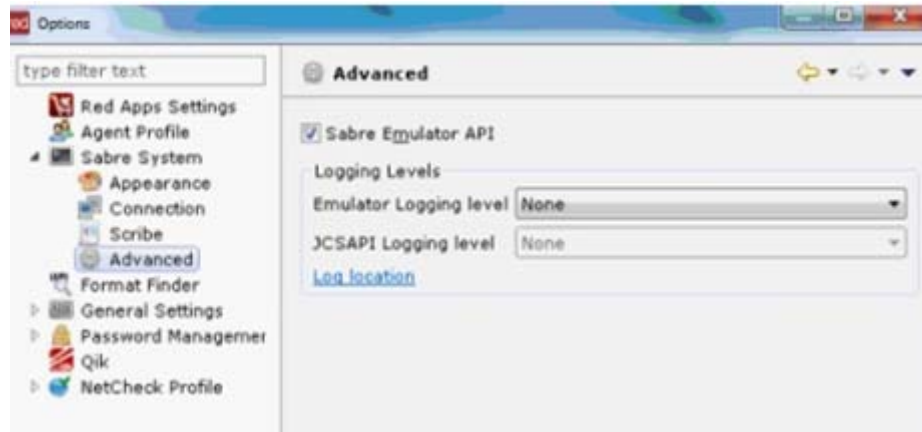 Options
type filter text
Red Apps Settings
Agent Profile
Sabre System
Appearance
Connection
Scribe
Advanced
Format Finder
General Settings
Password Managemer
Qik
NetCheck Profile
Advanced
Sabre Emulator API
Logging Levels
Emulator Logging level None
JCSAPI Logging level None
Log location